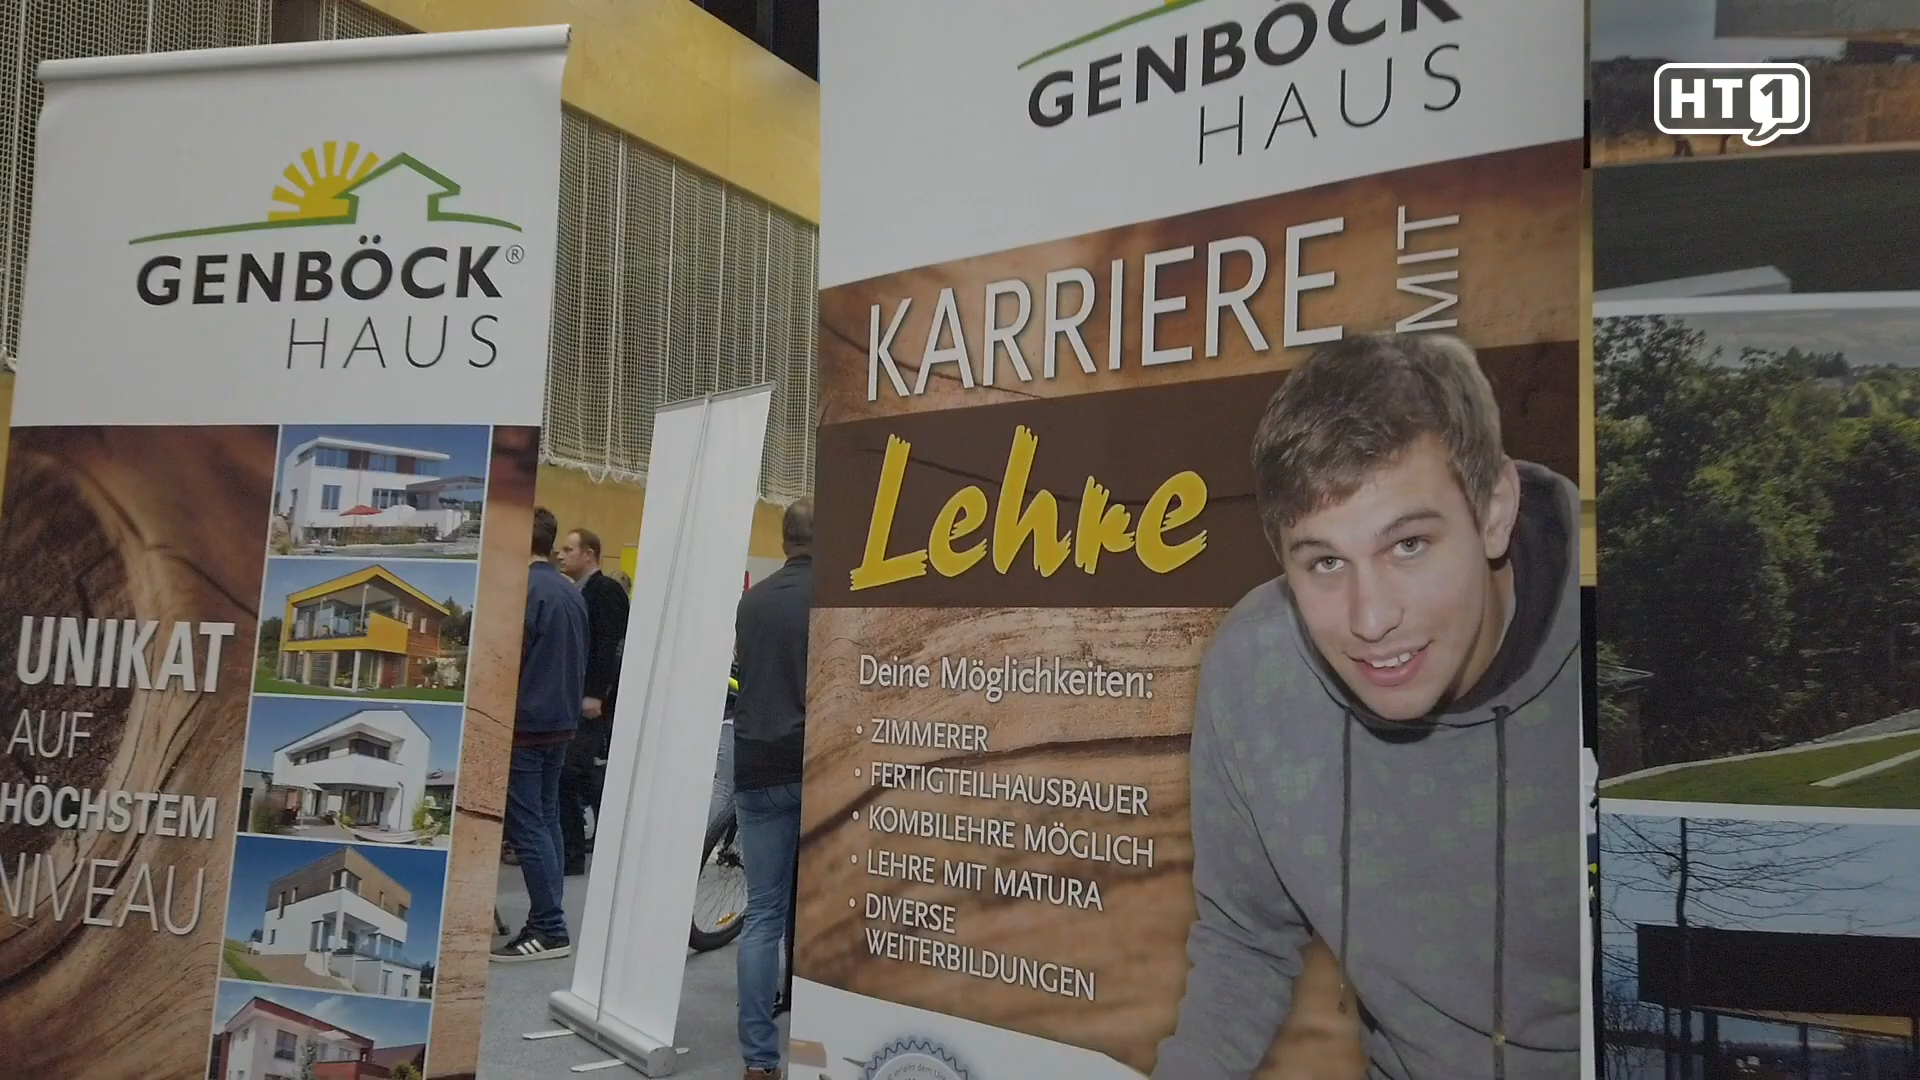 GENBÖCK®
HAUS
UNIKAT
AUF
HÖCHSTEM
NIVEAU
GENBÖCK
HAUS
KARRIERE MIT
Lehre
Deine Möglichkeiten:
• ZIMMERER
• FERTIGTEILHAUSBAUER
• KOMBILEHRE MÖGLICH
• LEHRE MIT MATURA
• DIVERSE
WEITERBILDUNGEN
HT1